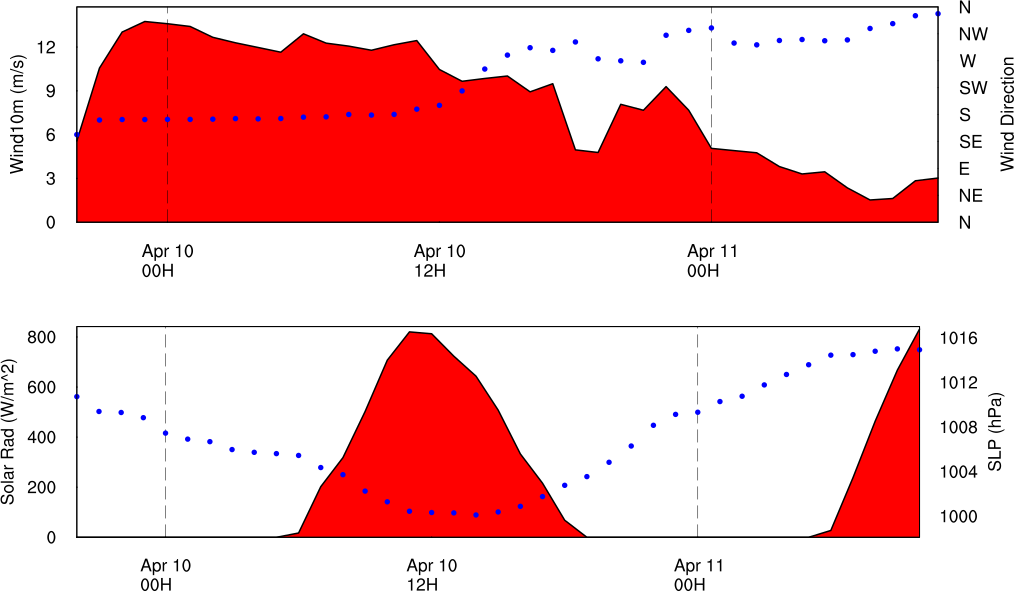 Wind10m (m/s)
12
9
6
3
0
N
NW
W
SW
S
SE
E
NE
N
Wind Direction
Apr 10
00H
Apr 10
12H
Apr 11
00H
Solar Rad (W/m^2)
800
600
400
200
0
1016
1012
1008
1004
1000
SLP (hPa)
Apr 10
00H
Apr 10
12H
Apr 11
00H